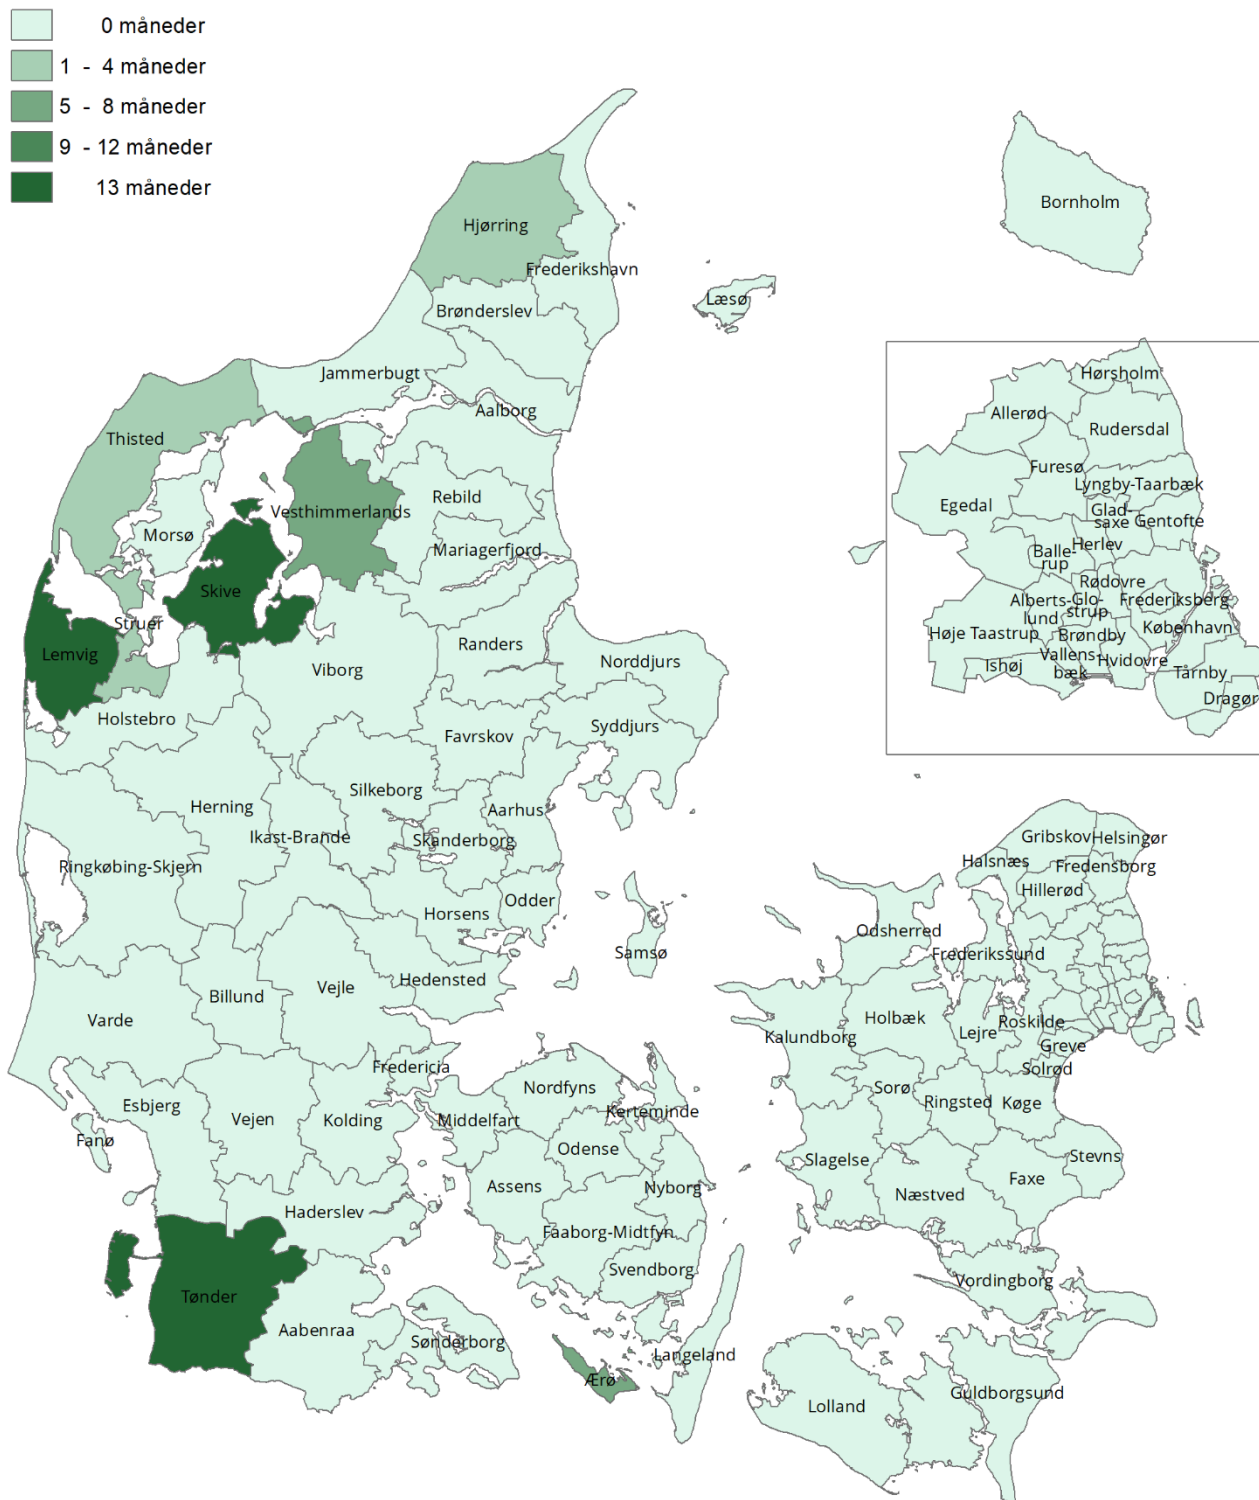 0 måneder
1 - 4 måneder
5 - 8 måneder
9 - 12 måneder
13 måneder
Bornholm
Hjørring
Frederikshavn
Læsø
Brønderslev
Jammerbugt
Aalborg
Thisted
Vesthimmerlands
Rebild
Morsø
Mariagerfjord
Skive
Struer
Lemvig
Viborg
Randers
Norddjurs
Holstebro
Favrskov
Syddjurs
Silkeborg
Herning
Aarhus
Ikast-Brande
Skanderborg
Ringkøbing-Skjern
Odder
Horsens
Samsø
Hedensted
Vejle
Billund
Varde
Fredericia
Esbjerg
Vejen
Kolding
Fanø
Haderslev
Tønder
Aabenraa
Sønderborg
Nordfyns
Kerteminde
Middelfart
Odense
Assens
Nyborg
Faaborg-Midtfyn
Svendborg
Langeland
Ærø
Hørsholm
Allerød
Rudersdal
Furesø
Lyngby-Taarbæk
Egedal
Glad-
saxe
Gentofte
Herlev
Balle-
rup
Rødovre
Alberts-
lund
Glo-
strup
Frederiksberg
København
Høje Taastrup
Brøndby
Vallens-
bæk
Hvidovre
Ishøj
Tårnby
Dragør
Gribskov
Helsingør
Halsnæs
Fredensborg
Hillerød
Odsherred
Frederikssund
Holbæk
Kalundborg
Lejre
Roskilde
Greve
Solrød
Sorø
Ringsted
Køge
Slagelse
Stevns
Faxe
Næstved
Vordingborg
Guldborgsund
Lolland